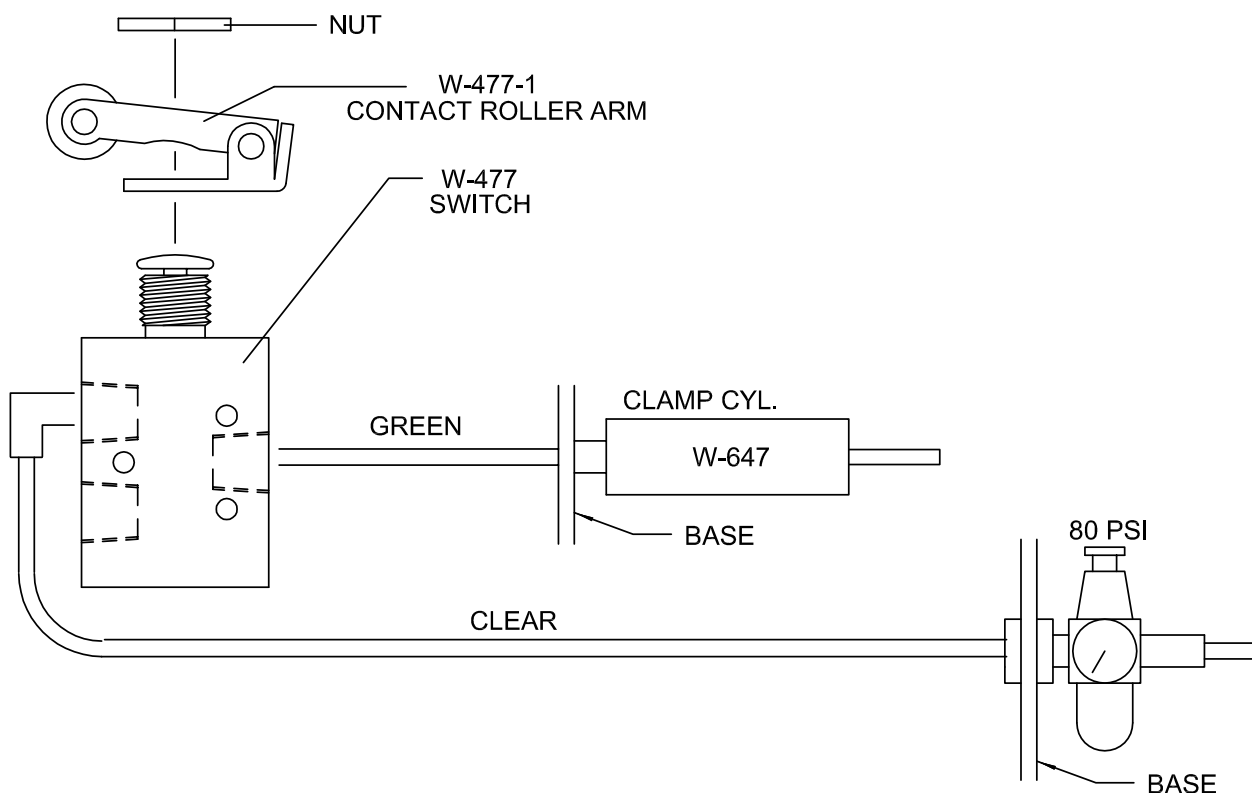 NUT
W-477-1
CONTACT ROLLER ARM
W-477
SWITCH
CLAMP CYL.
GREEN
W-647
BASE
80 PSI
CLEAR
BASE